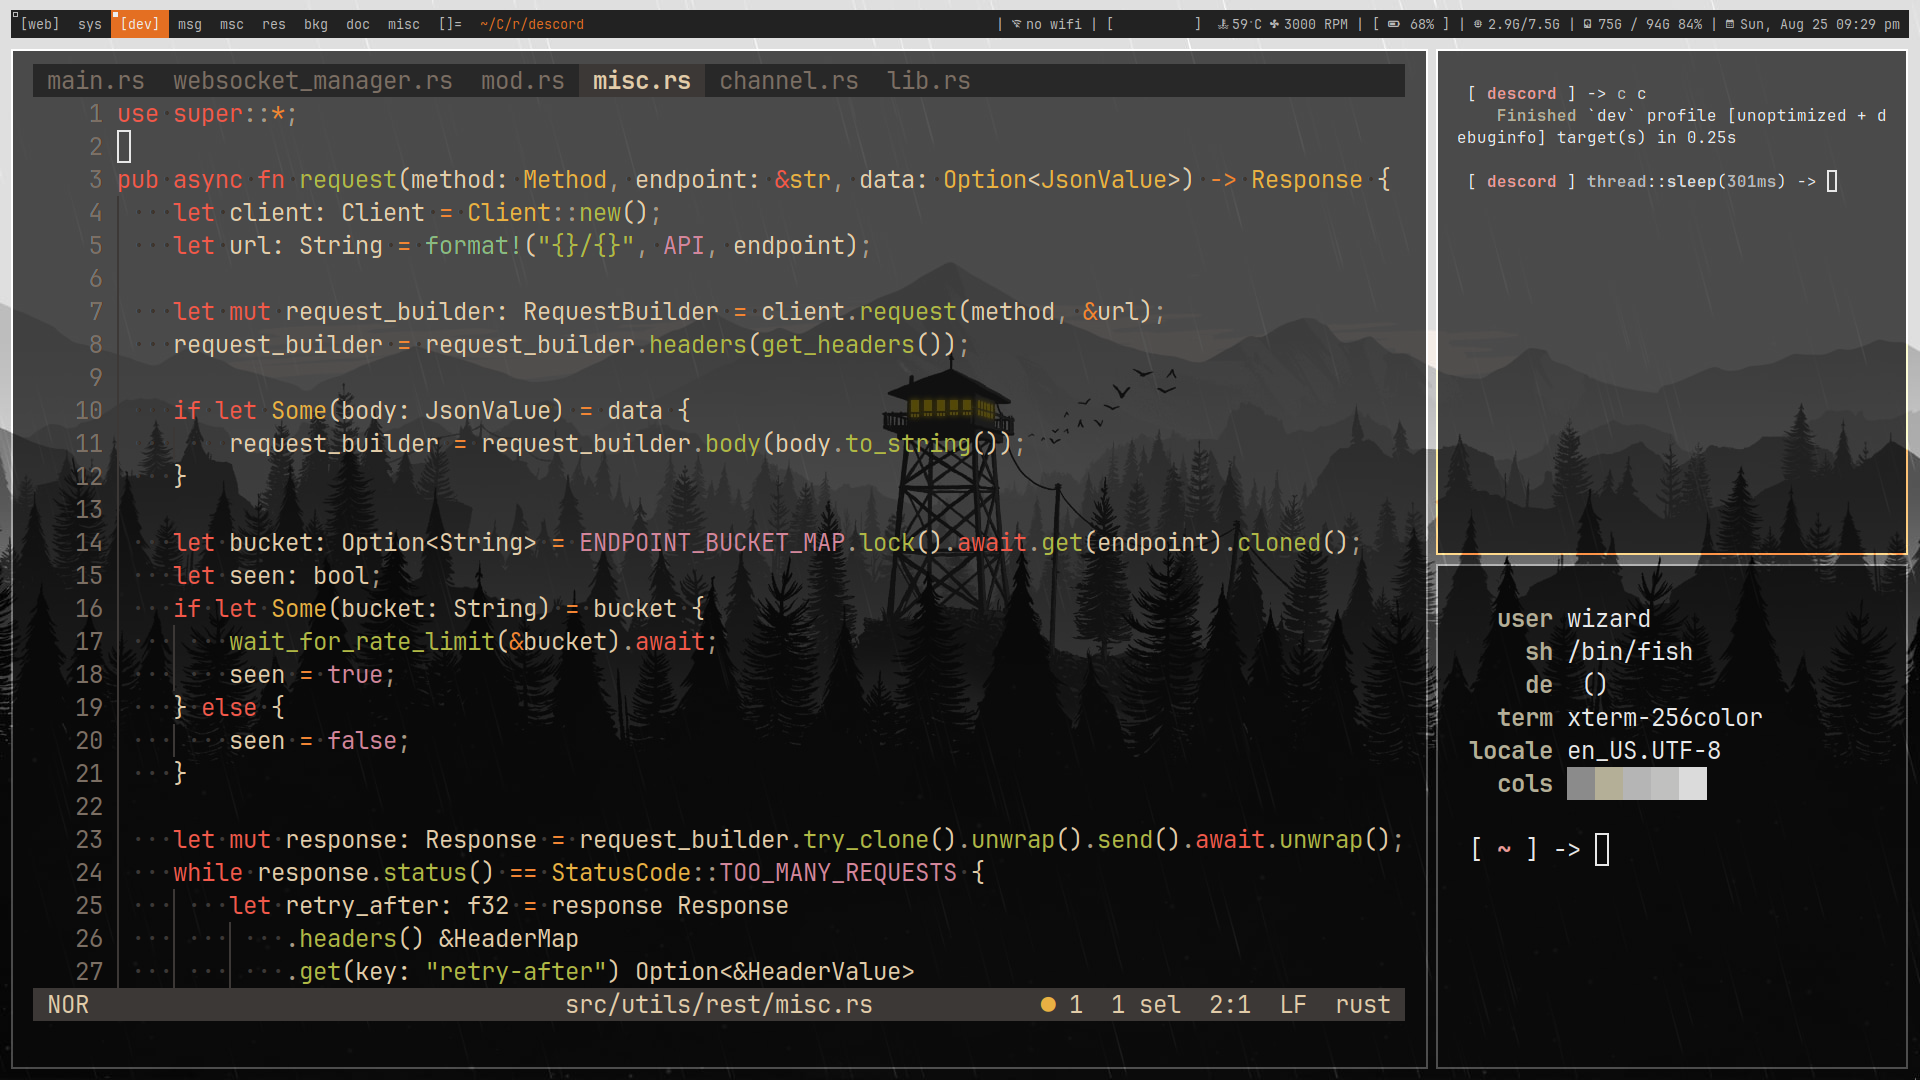 [web] sys [dev] msg msc res bkg doc misc []= ~/C/r/descord | no wifi | [ ] 59°C 3000 RPM | [ 68% ] | 2.9G/7.5G | 75G / 94G 84% | Sun, Aug 25 09:29 pm
main.rs websocket_manager.rs mod.rs misc.rs channel.rs lib.rs
1 use super::*;
2
3 pub async fn request(method: Method, endpoint: &str, data: Option<JsonValue>) -> Response {
4 let client: Client = Client::new();
5 let url: String = format!("{}/{}", API, endpoint);
6
7 let mut request_builder: RequestBuilder = client.request(method, &url);
8 request_builder = request_builder.headers(get_headers());
9
10 if let Some(body: JsonValue) = data {
11 request_builder = request_builder.body(body.to_string());
12 }
13
14 let bucket: Option<String> = ENDPOINT_BUCKET_MAP.lock().await.get(endpoint).cloned();
15 let seen: bool;
16 if let Some(bucket: String) = bucket {
17 wait_for_rate_limit(&bucket).await;
18 seen = true;
19 } else {
20 seen = false;
21 }
22
23 let mut response: Response = request_builder.try_clone().unwrap().send().await.unwrap();
24 while response.status() == StatusCode::TOO_MANY_REQUESTS {
25 let retry_after: f32 = response Response
26 .headers() &HeaderMap
27 .get(key: "retry-after") Option<&HeaderValue>
NOR src/utils/rest/misc.rs ● 1 1 sel 2:1 LF rust
[ descord ] -> c c
Finished `dev` profile [unoptimized + d
ebuginfo] target(s) in 0.25s
[ descord ] thread::sleep(301ms) ->
user wizard
sh /bin/fish
de ()
term xterm-256color
locale en_US.UTF-8
cols
[ ~ ] ->